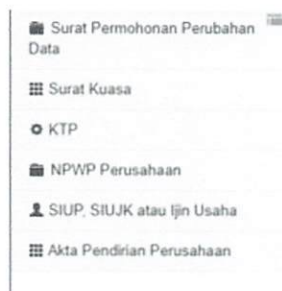 Surat Permohonan Perubahan
Data
Surat Kuasa
KTP
NPWP Perusahaan
SIUP, SIUJK atau Ijin Usaha
Akta Pendirian Perusahaan